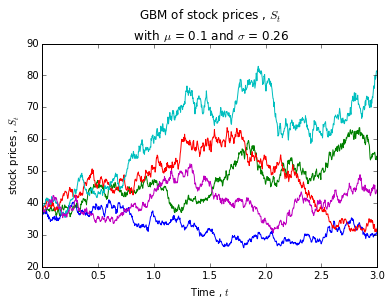 GBM of stock prices , $S_t$
with μ = 0.1 and σ = 0.26
90
80
70
60
50
40
30
20
stock prices , $S_t$
0.0 0.5 1.0 1.5 2.0 2.5 3.0
Time , t